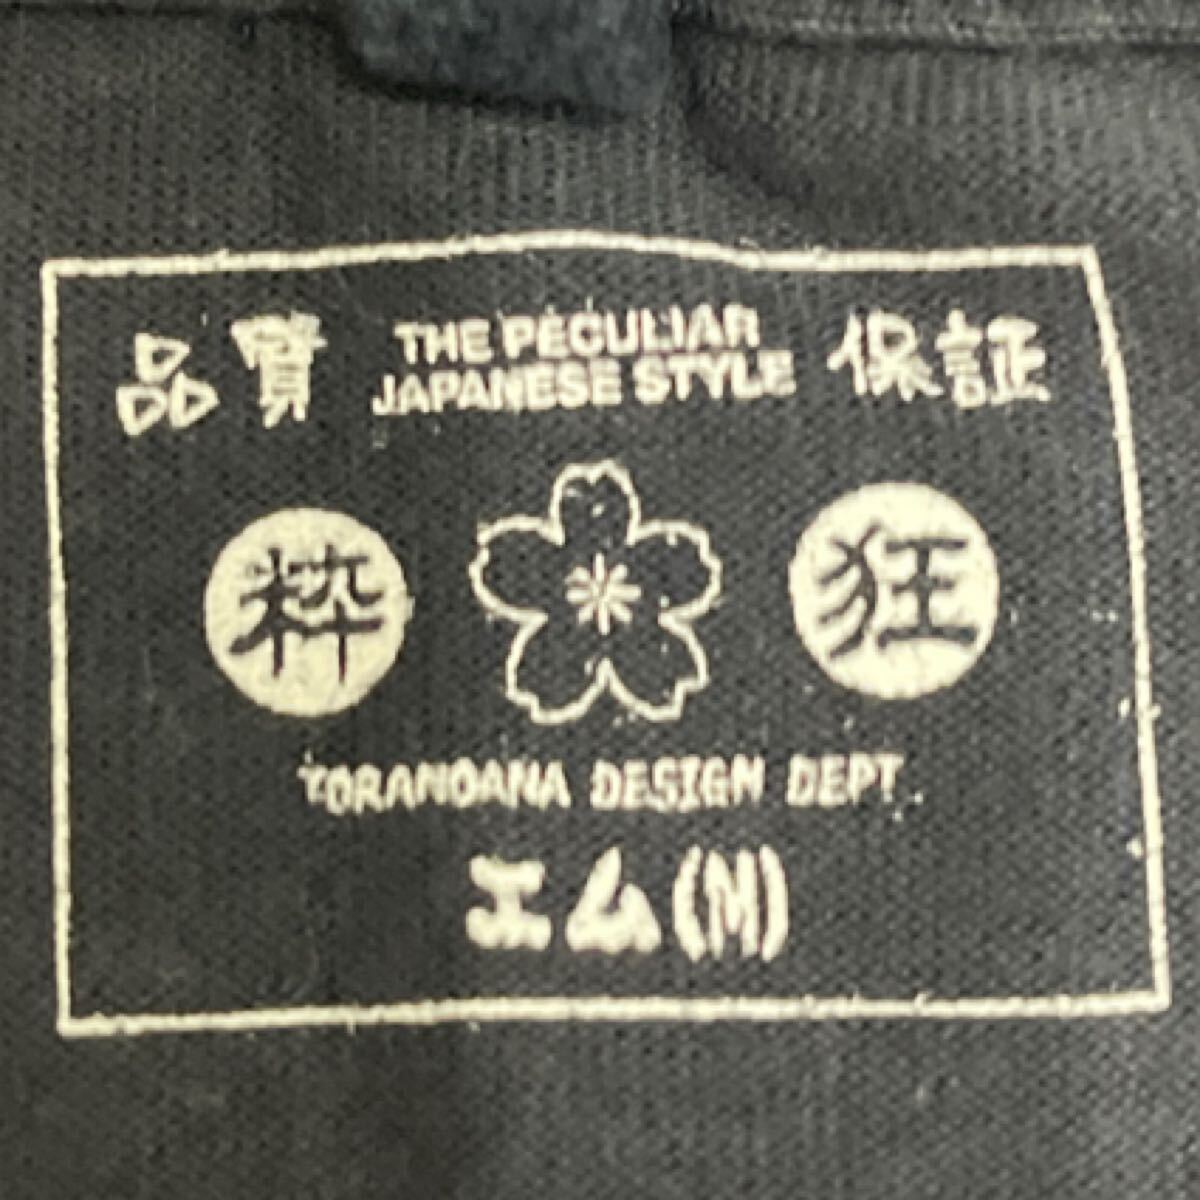 品質 THE PECULIAR JAPANESE STYLE 保証
粋 狂
TORANOANA DESIGN DEPT.
エム(M)